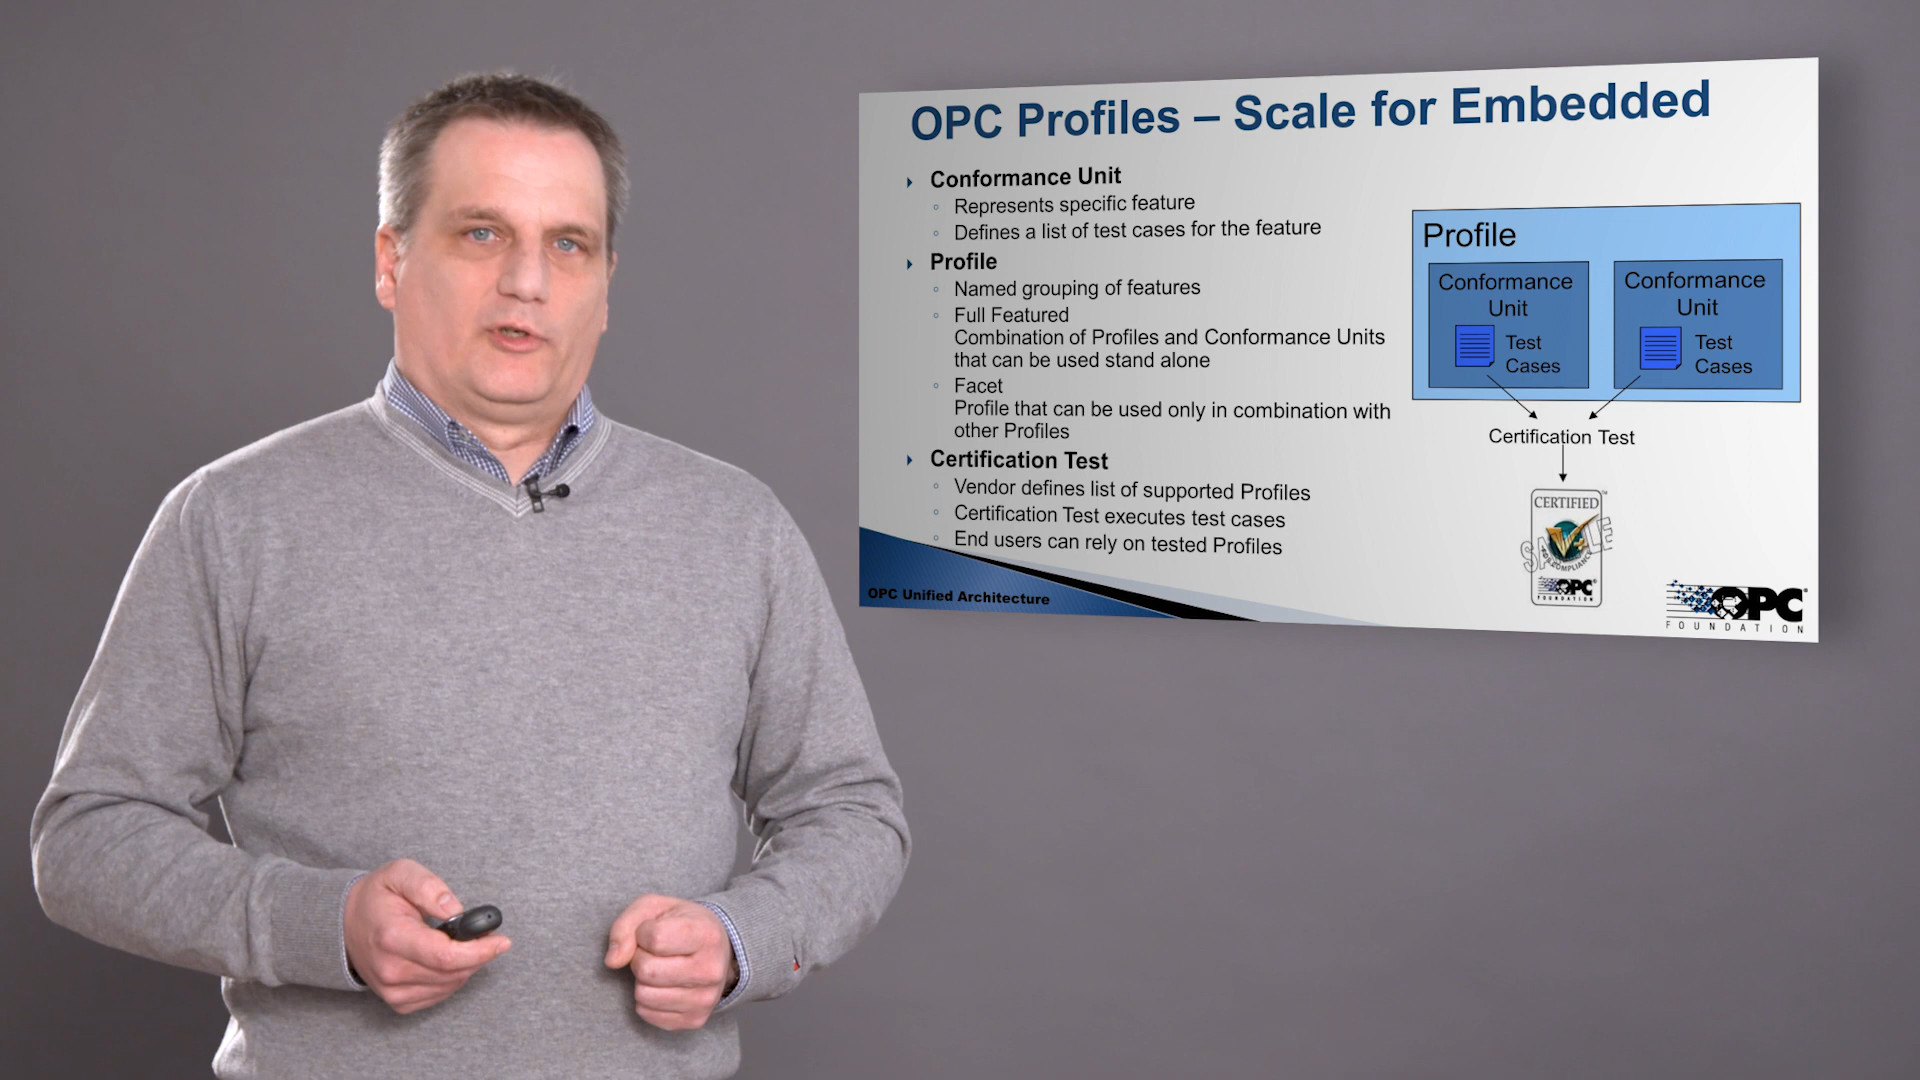 OPC Profiles – Scale for Embedded
Conformance Unit
Represents specific feature
Defines a list of test cases for the feature
Profile
Named grouping of features
Full Featured
Combination of Profiles and Conformance Units
that can be used stand alone
Facet
Profile that can be used only in combination with
other Profiles
Certification Test
Vendor defines list of supported Profiles
Certification Test executes test cases
End users can rely on tested Profiles
Profile
Conformance
Unit
Test
Cases
Conformance
Unit
Test
Cases
Certification Test
CERTIFIED™
SAMPLE
COMPLIANCE
OPC
FOUNDATION
OPC Unified Architecture
OPC
FOUNDATION